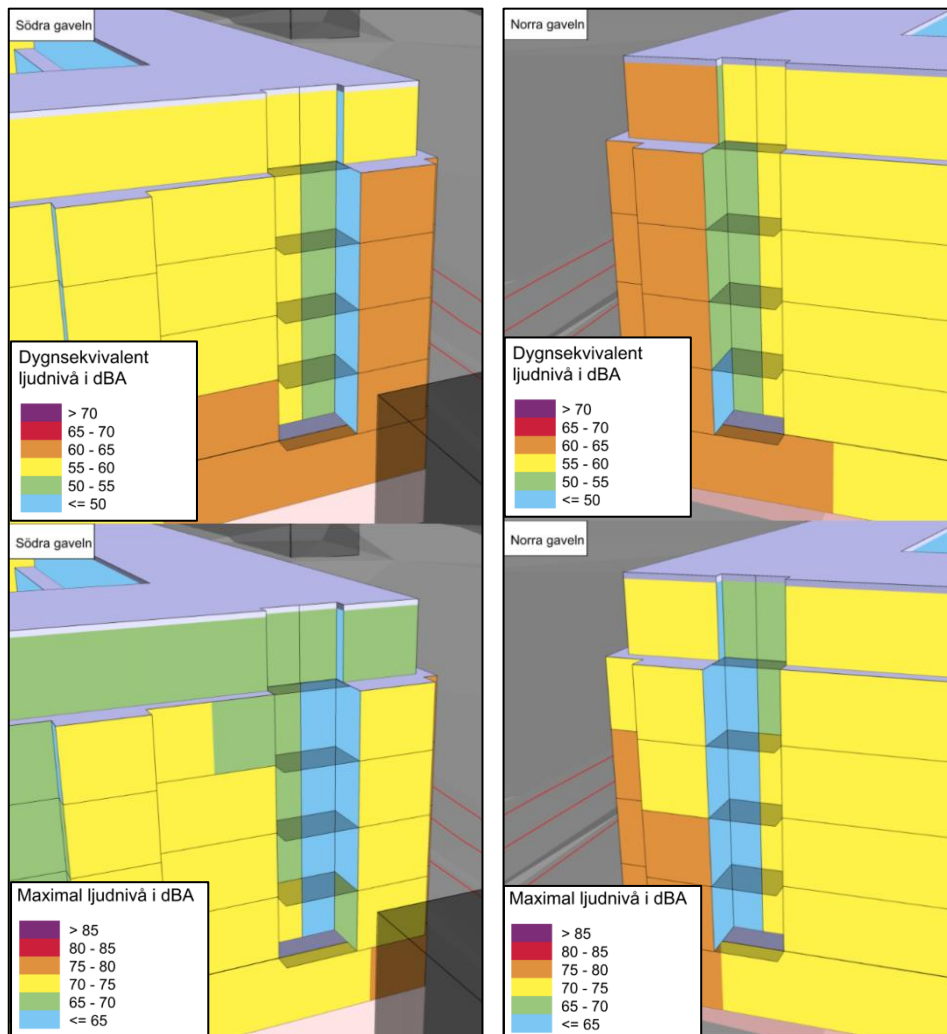 Södra gaveln
Dygnsekvivalent
ljudnivå i dBA
> 70
65 - 70
60 - 65
55 - 60
50 - 55
<= 50
Norra gaveln
Dygnsekvivalent
ljudnivå i dBA
> 70
65 - 70
60 - 65
55 - 60
50 - 55
<= 50
Södra gaveln
Maximal ljudnivå i dBA
> 85
80 - 85
75 - 80
70 - 75
65 - 70
<= 65
Norra gaveln
Maximal ljudnivå i dBA
> 85
80 - 85
75 - 80
70 - 75
65 - 70
<= 65